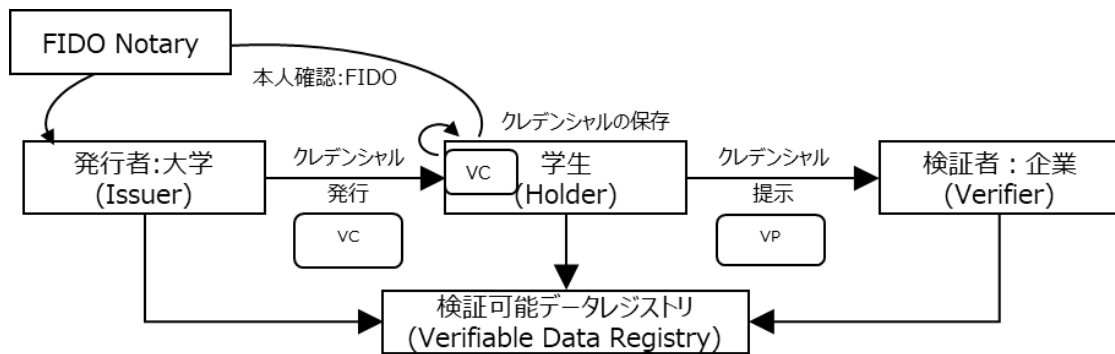 FIDO Notary
本人確認:FIDO
クレデンシャルの保存
発行者:大学
(Issuer)
クレデンシャル
発行
VC
VC
学生
(Holder)
クレデンシャル
提示
VP
検証者：企業
(Verifier)
検証可能データレジストリ
(Verifiable Data Registry)